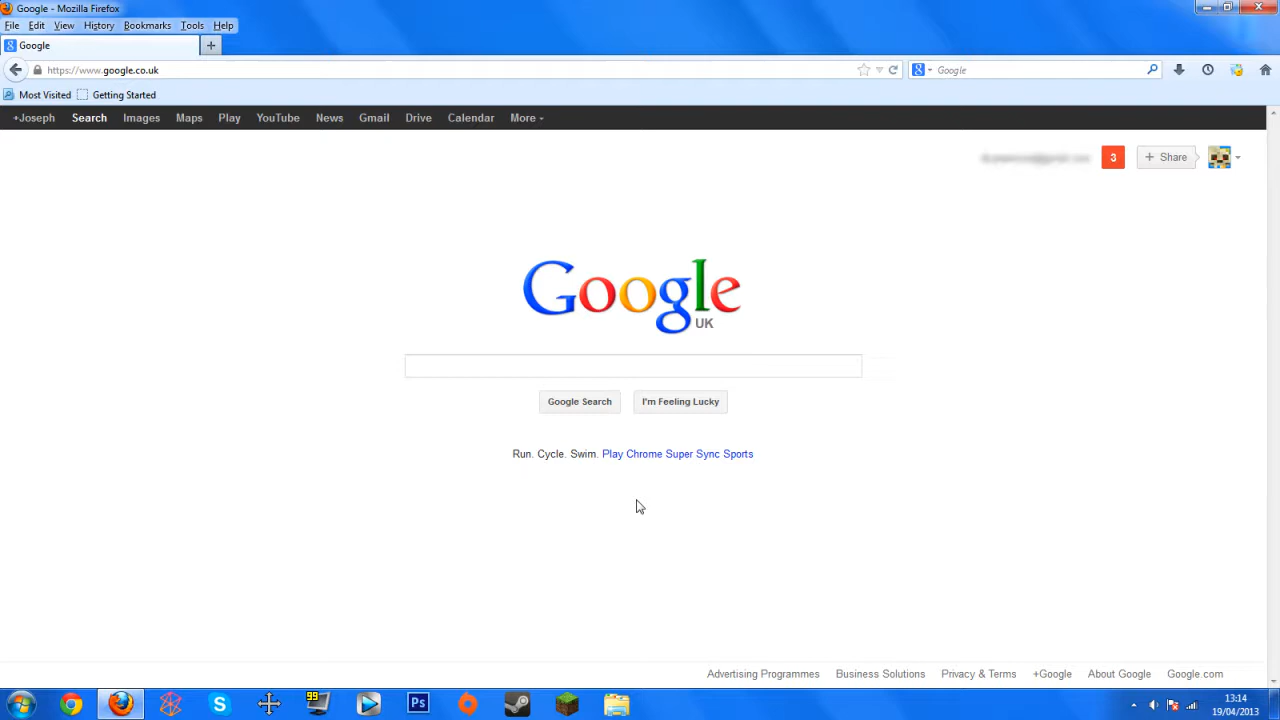 Google - Mozilla Firefox
File Edit View History Bookmarks Tools Help
Google
https://www.google.co.uk
Google
Most Visited Getting Started
+Joseph Search Images Maps Play YouTube News Gmail Drive Calendar More
3 + Share
Google
UK
Google Search I'm Feeling Lucky
Run. Cycle. Swim. Play Chrome Super Sync Sports
Advertising Programmes Business Solutions Privacy & Terms +Google About Google Google.com
99 Ps
13:14
19/04/2013